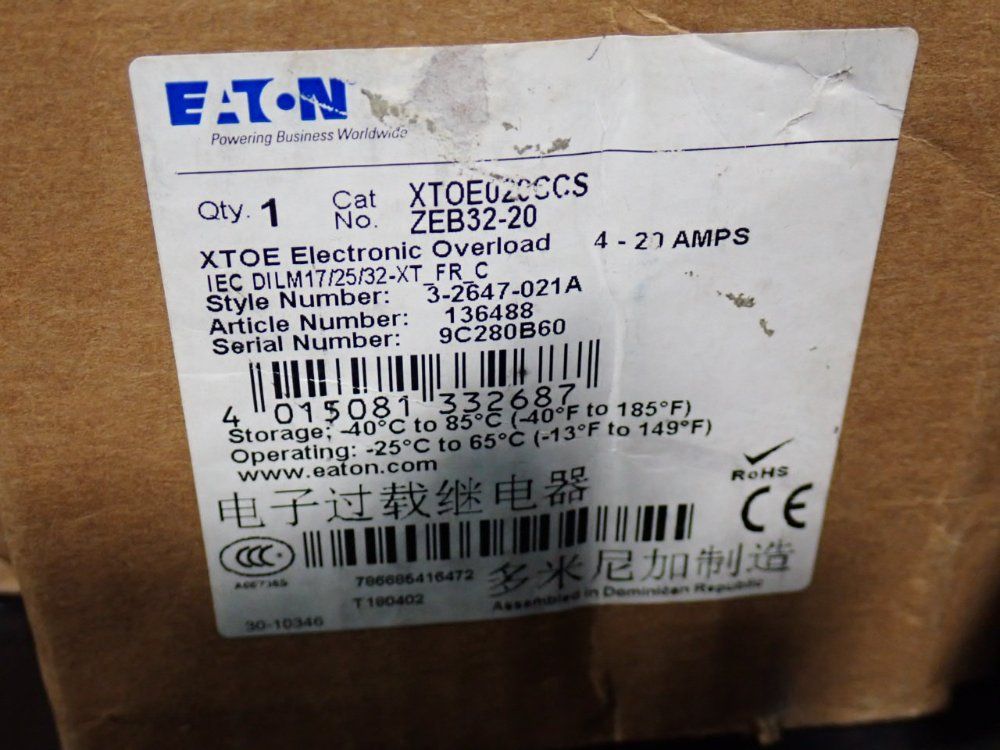 EATON
Powering Business Worldwide
Qty. 1 Cat No. XTOE020CCS
ZEB32-20
XTOE Electronic Overload 4 - 20 AMPS
IEC DILM17/25/32-XT_FR_C
Style Number: 3-2647-021A
Article Number: 136488
Serial Number: 9C280B60
4 015081 332687
Storage: -40°C to 85°C (-40°F to 185°F)
Operating: -25°C to 65°C (-13°F to 149°F)
www.eaton.com
RoHS
电子过载继电器
CE
CCC
786685416472
多米尼加制造
T180402
Assembled in Dominican Republic
30-10346